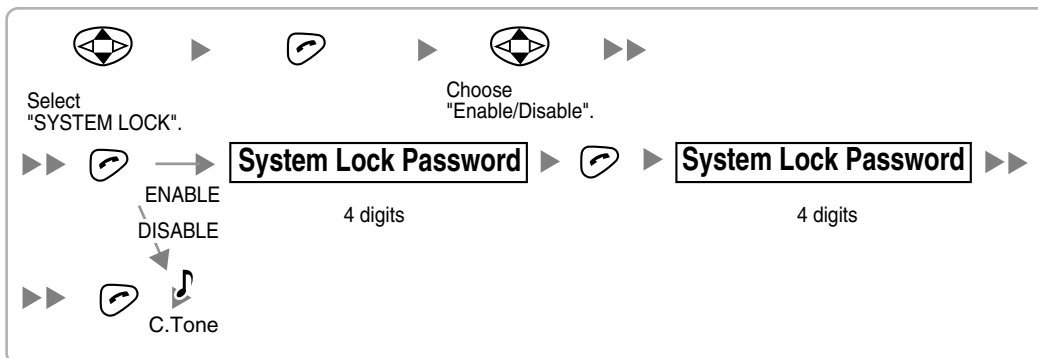 Select
"SYSTEM LOCK".
Choose
"Enable/Disable".
System Lock Password
System Lock Password
ENABLE
4 digits
4 digits
DISABLE
C.Tone